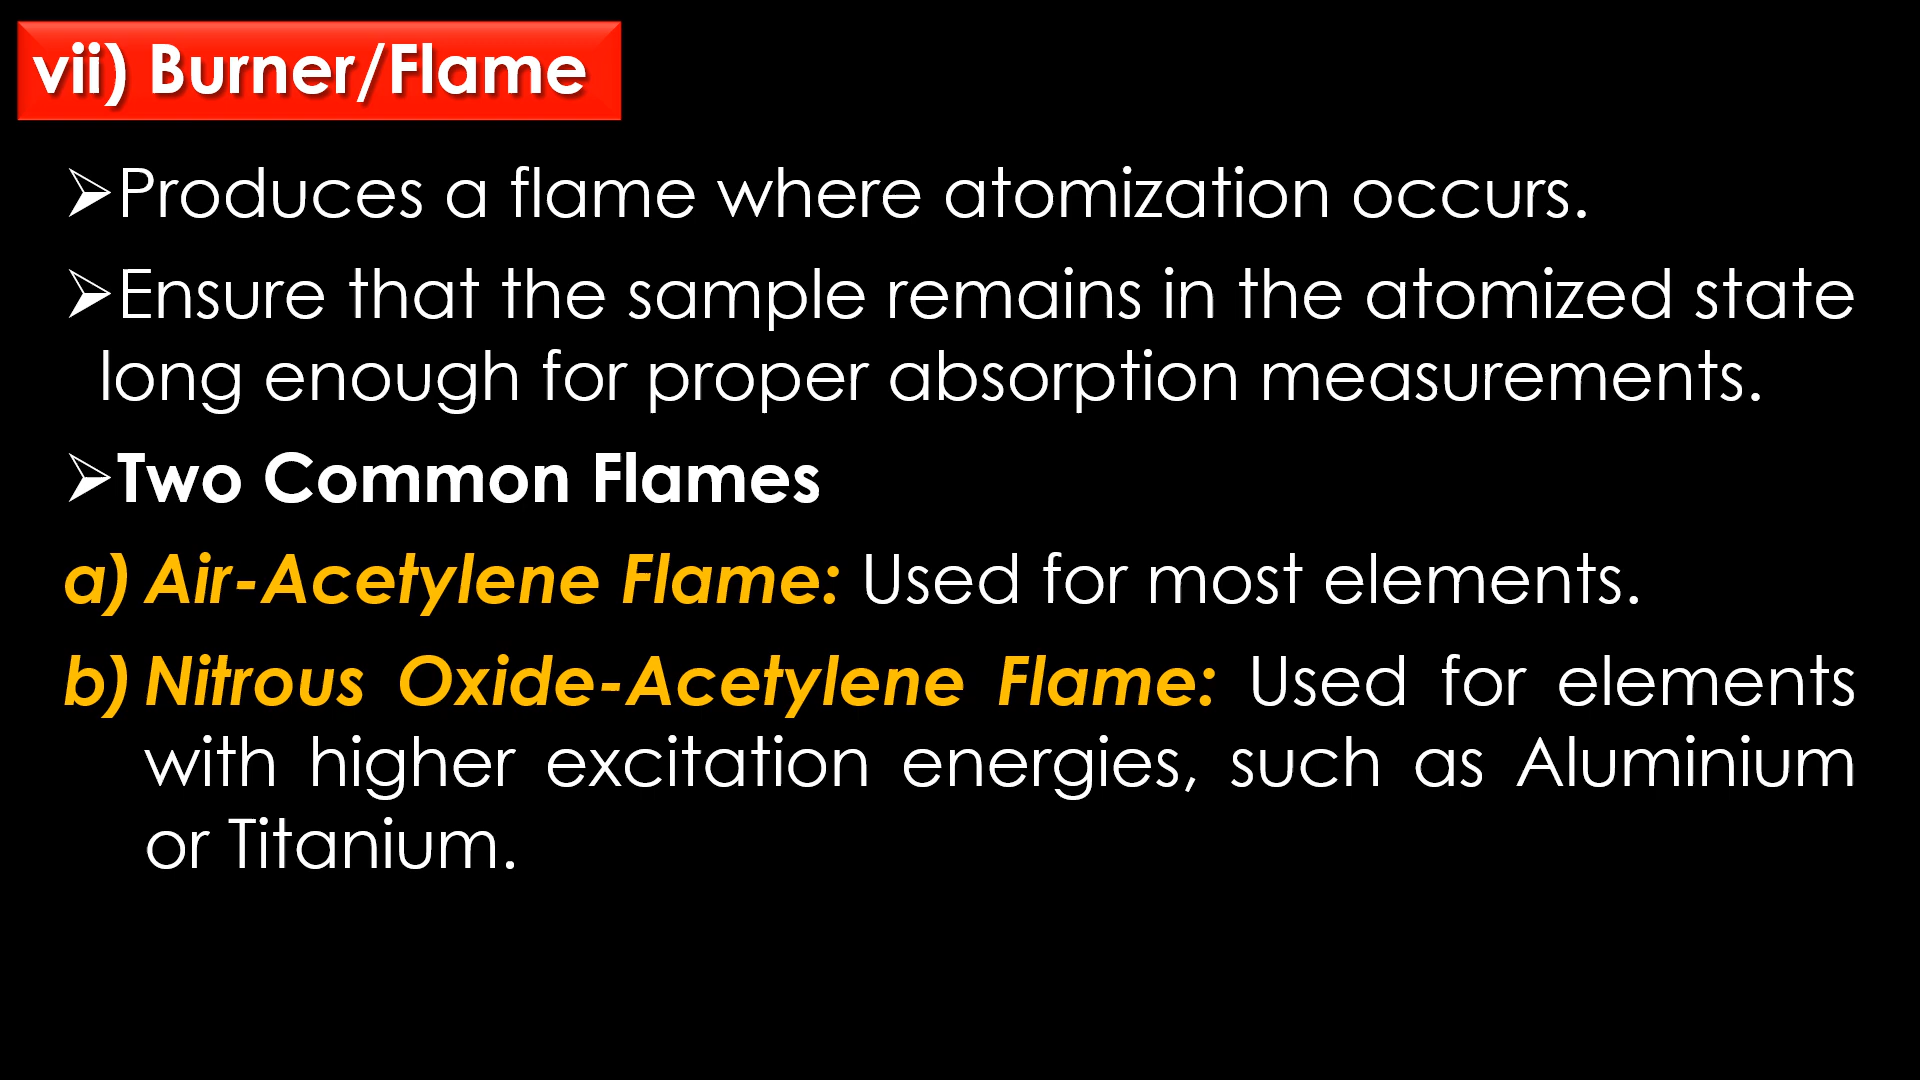 vii) Burner/Flame
➢Produces a flame where atomization occurs.
➢Ensure that the sample remains in the atomized state
long enough for proper absorption measurements.
➢Two Common Flames
a) Air-Acetylene Flame: Used for most elements.
b) Nitrous Oxide-Acetylene Flame: Used for elements
with higher excitation energies, such as Aluminium
or Titanium.